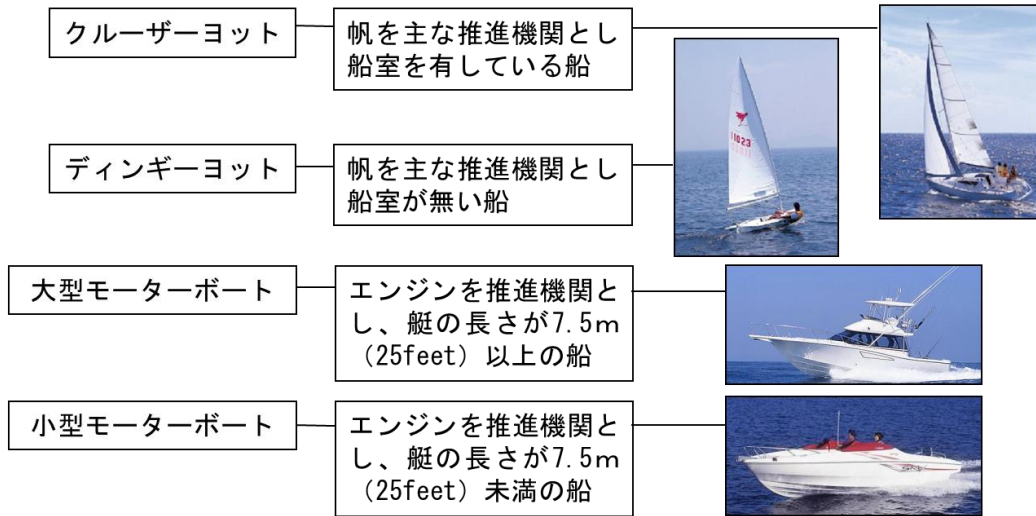 クルーザーヨット
帆を主な推進機関とし
船室を有している船
ディンギーヨット
帆を主な推進機関とし
船室が無い船
11023
大型モーターボート
エンジンを推進機関と
し、艇の長さが7.5m
(25feet) 以上の船
小型モーターボート
エンジンを推進機関と
し、艇の長さが7.5m
(25feet) 未満の船